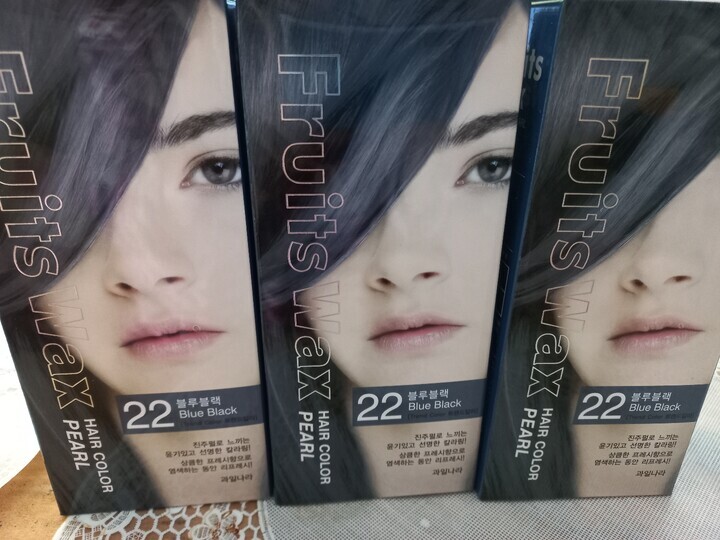 Fruits Wax
HAIR COLOR
PEARL
22 블루블랙
Blue Black
진주펄로 느끼는
윤기있고 선명한 칼라링!
상큼한 프레시향으로
염색하는 동안 리프레시!
과일나라
Fruits Wax
HAIR COLOR
PEARL
22 블루블랙
Blue Black
진주펄로 느끼는
윤기있고 선명한 칼라링!
상큼한 프레시향으로
염색하는 동안 리프레시!
과일나라
its
Fruits Wax
HAIR COLOR
PEARL
22 블루블랙
Blue Black
진주펄로 느끼는
윤기있고 선명한 칼라링!
상큼한 프레시향으로
염색하는 동안 리프레시!
과일나라